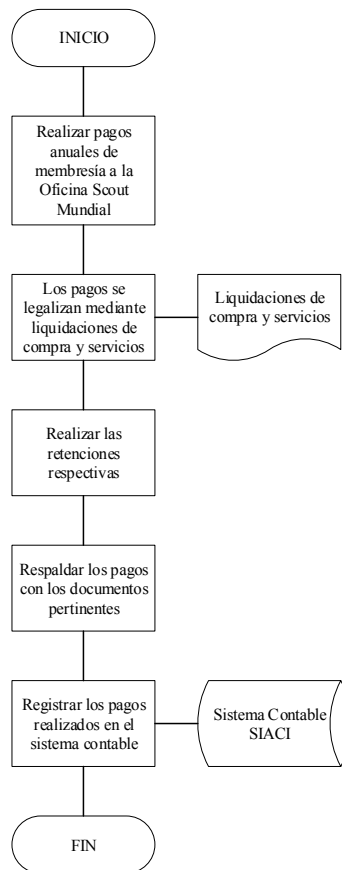 INICIO
Realizar pagos
anuales de
membresía a la
Oficina Scout
Mundial
Los pagos se
legalizan mediante
liquidaciones de
compra y servicios
Liquidaciones de
compra y servicios
Realizar las
retenciones
respectivas
Respaldar los pagos
con los documentos
pertinentes
Registrar los pagos
realizados en el
sistema contable
Sistema Contable
SIACI
FIN